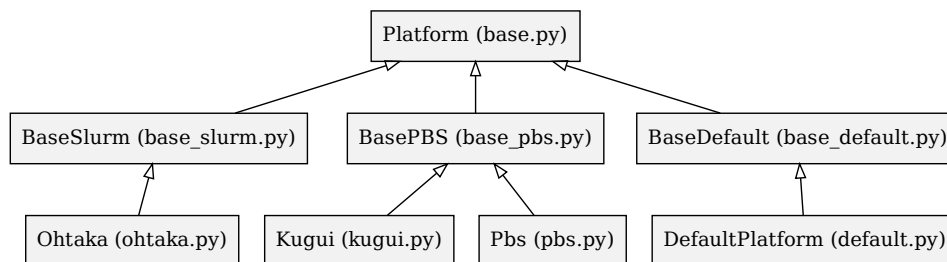 Platform (base.py)
BaseSlurm (base_slurm.py)
BasePBS (base_pbs.py)
BaseDefault (base_default.py)
Ohtaka (ohtaka.py)
Kugui (kugui.py)
Pbs (pbs.py)
DefaultPlatform (default.py)